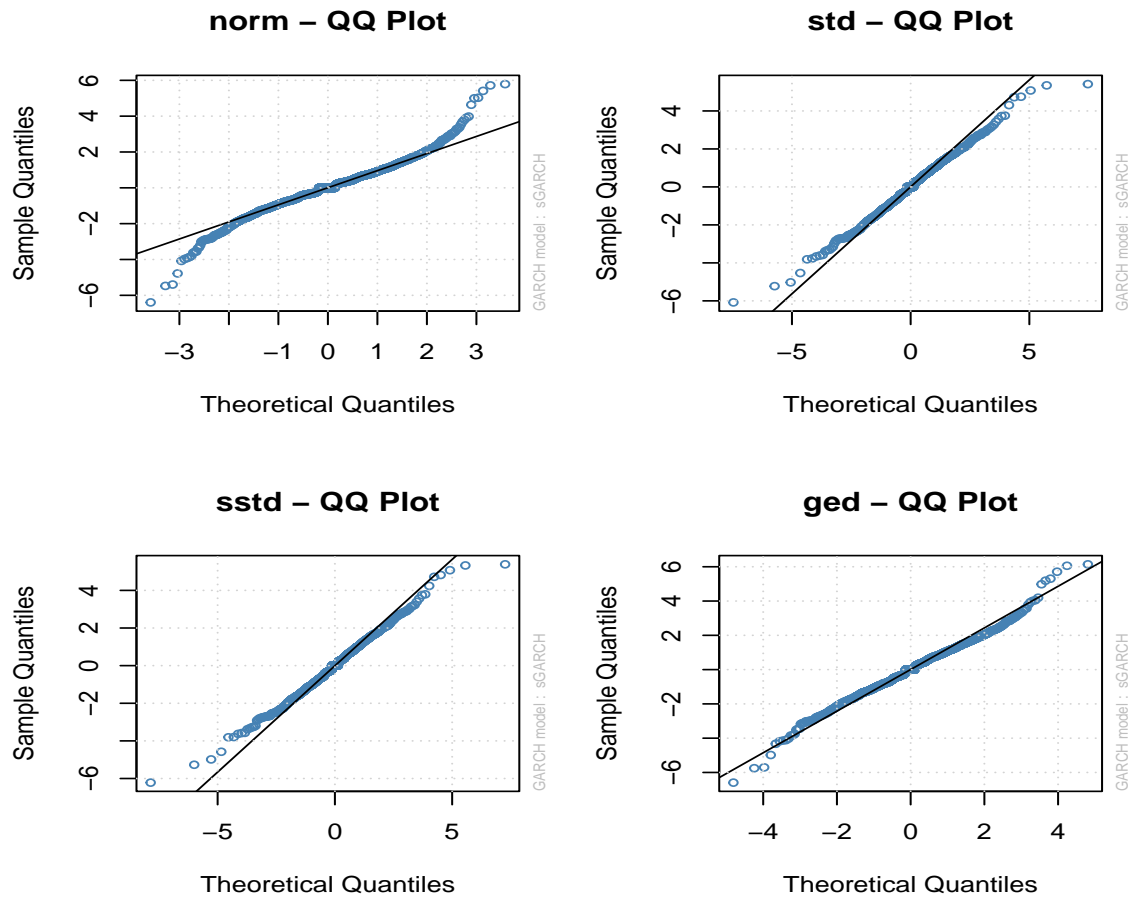 norm – QQ Plot
Sample Quantiles
6
4
2
−2
−6
−3
−1
0
1
2
3
Theoretical Quantiles
GARCH model : sGARCH
std – QQ Plot
Sample Quantiles
4
2
0
−2
−6
−5
0
5
Theoretical Quantiles
GARCH model : sGARCH
sstd – QQ Plot
Sample Quantiles
4
2
0
−2
−6
−5
0
5
Theoretical Quantiles
GARCH model : sGARCH
ged – QQ Plot
Sample Quantiles
6
4
2
0
−2
−6
−4
−2
0
2
4
Theoretical Quantiles
GARCH model : sGARCH